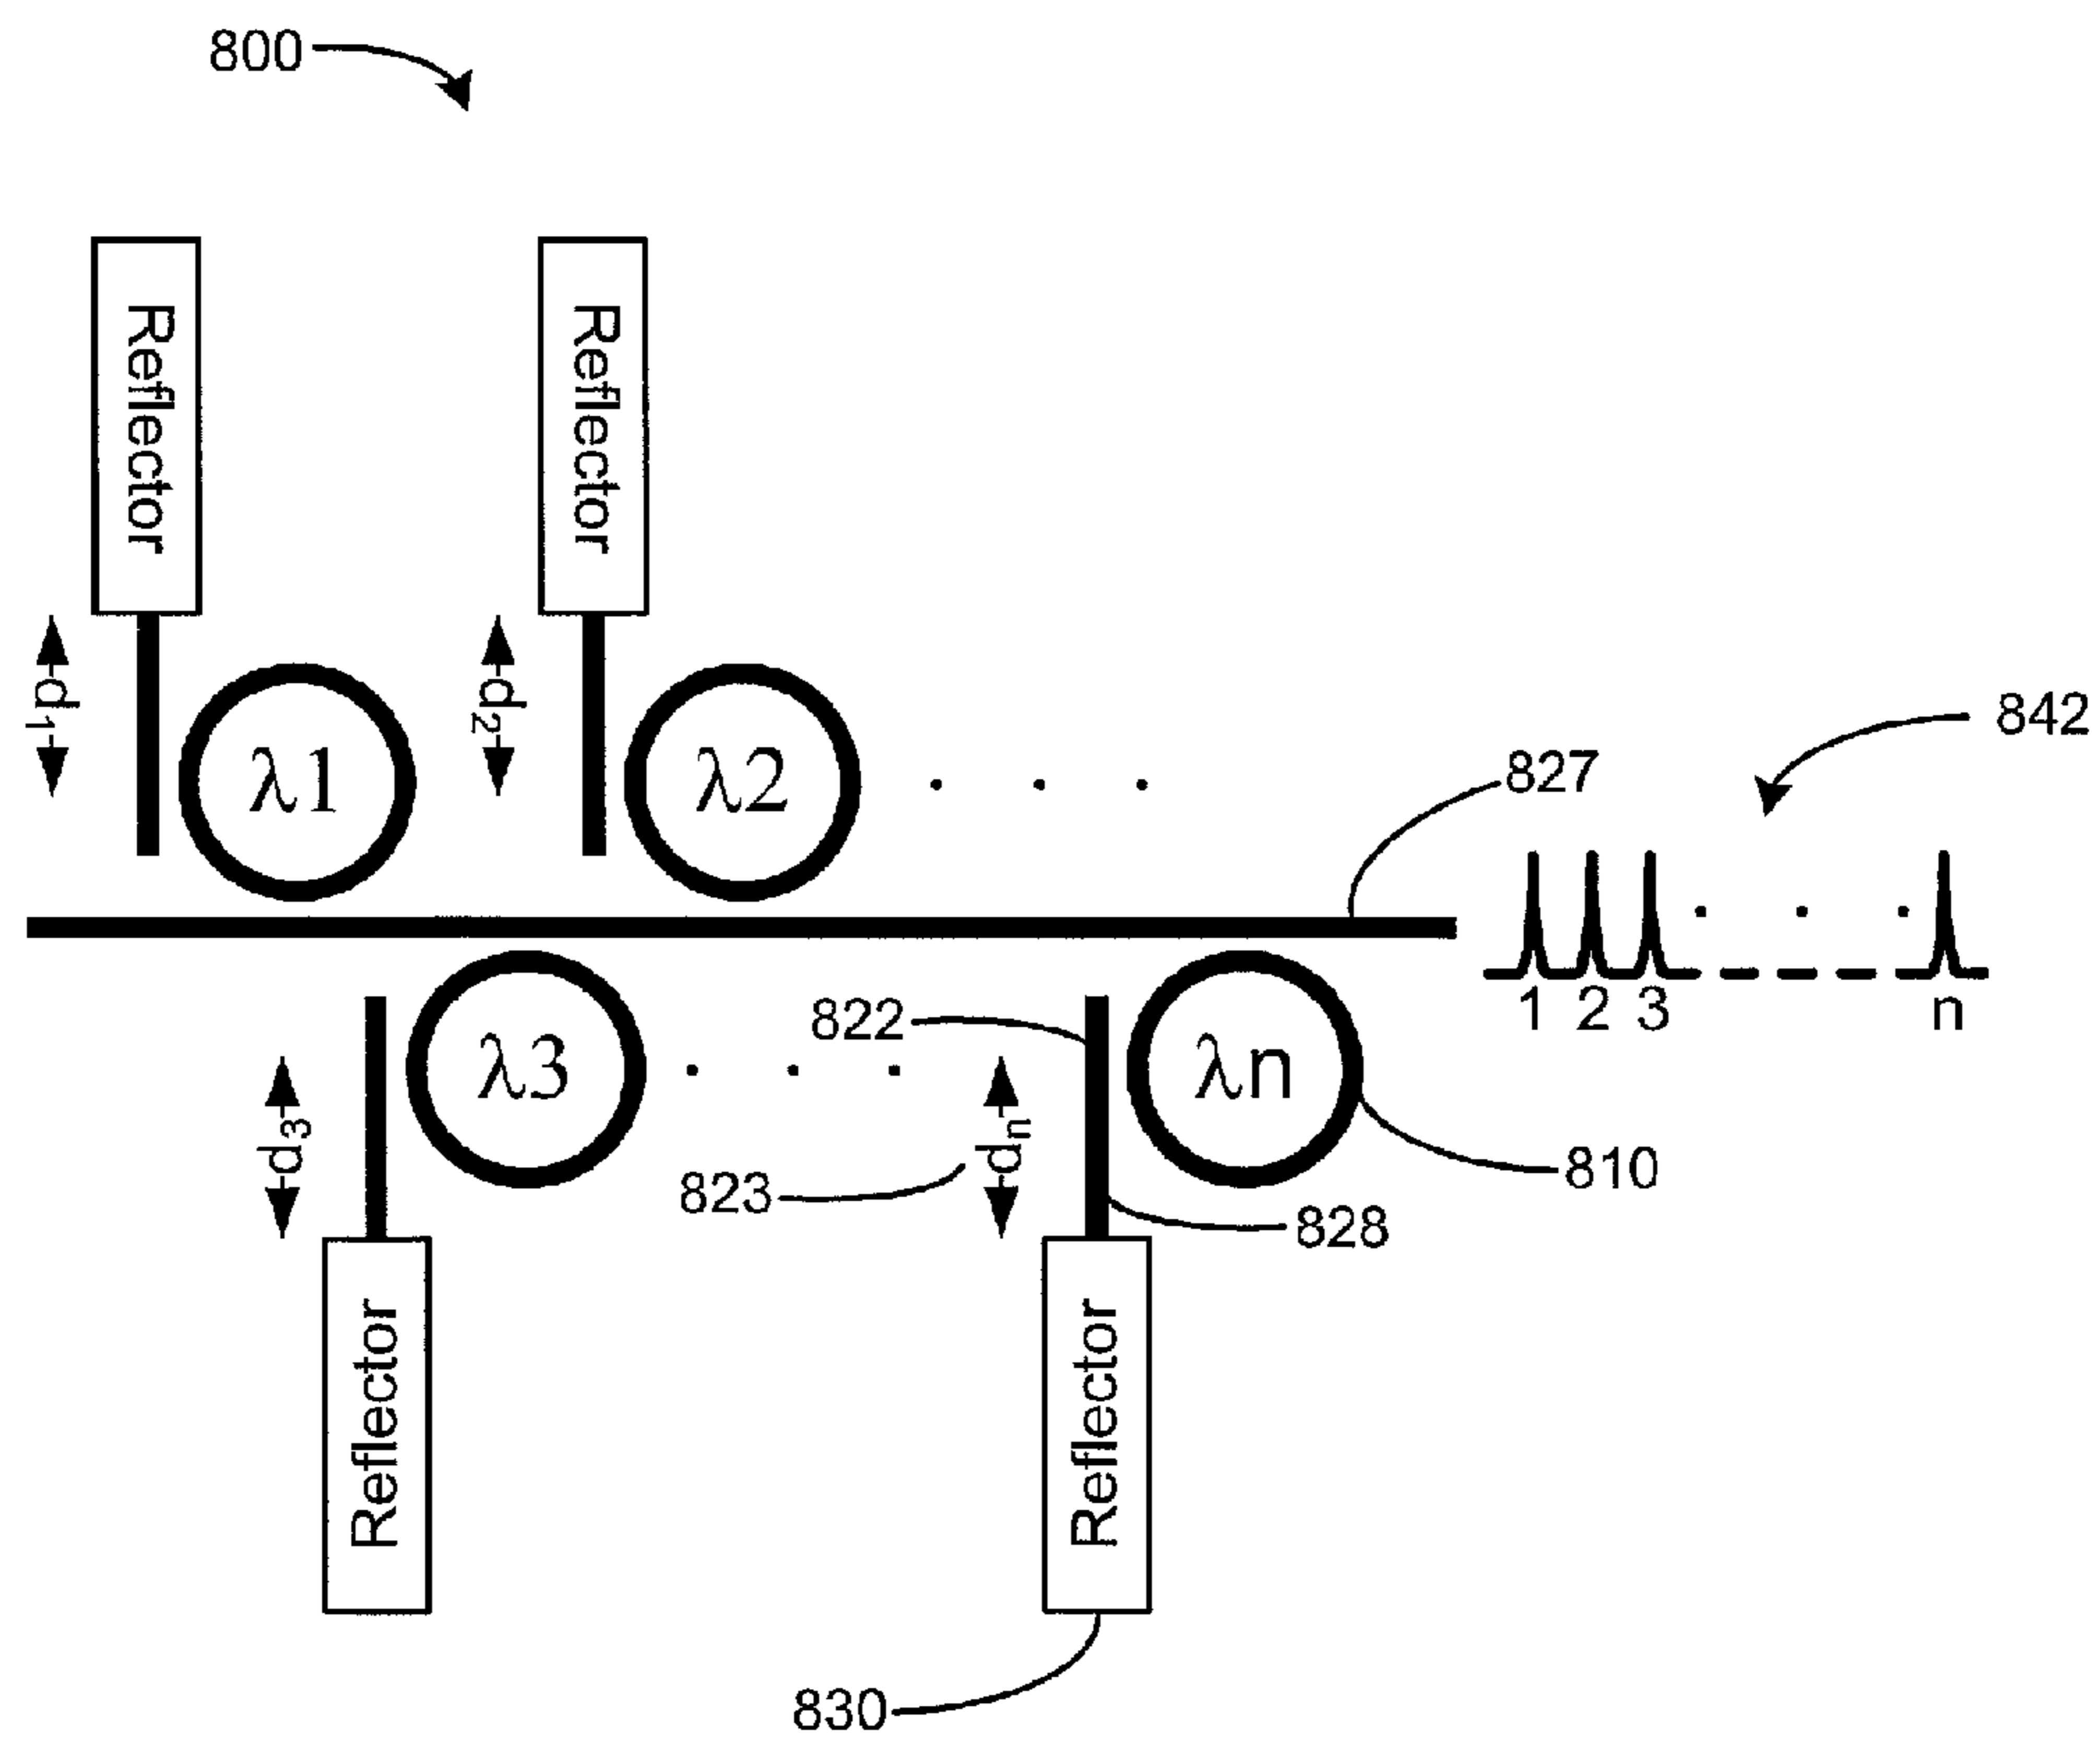 800
Reflector
Reflector
d1
d2
λ1
λ2
842
827
1 2 3 n
822
λ3
λn
d3
dn
823
810
828
Reflector
Reflector
830